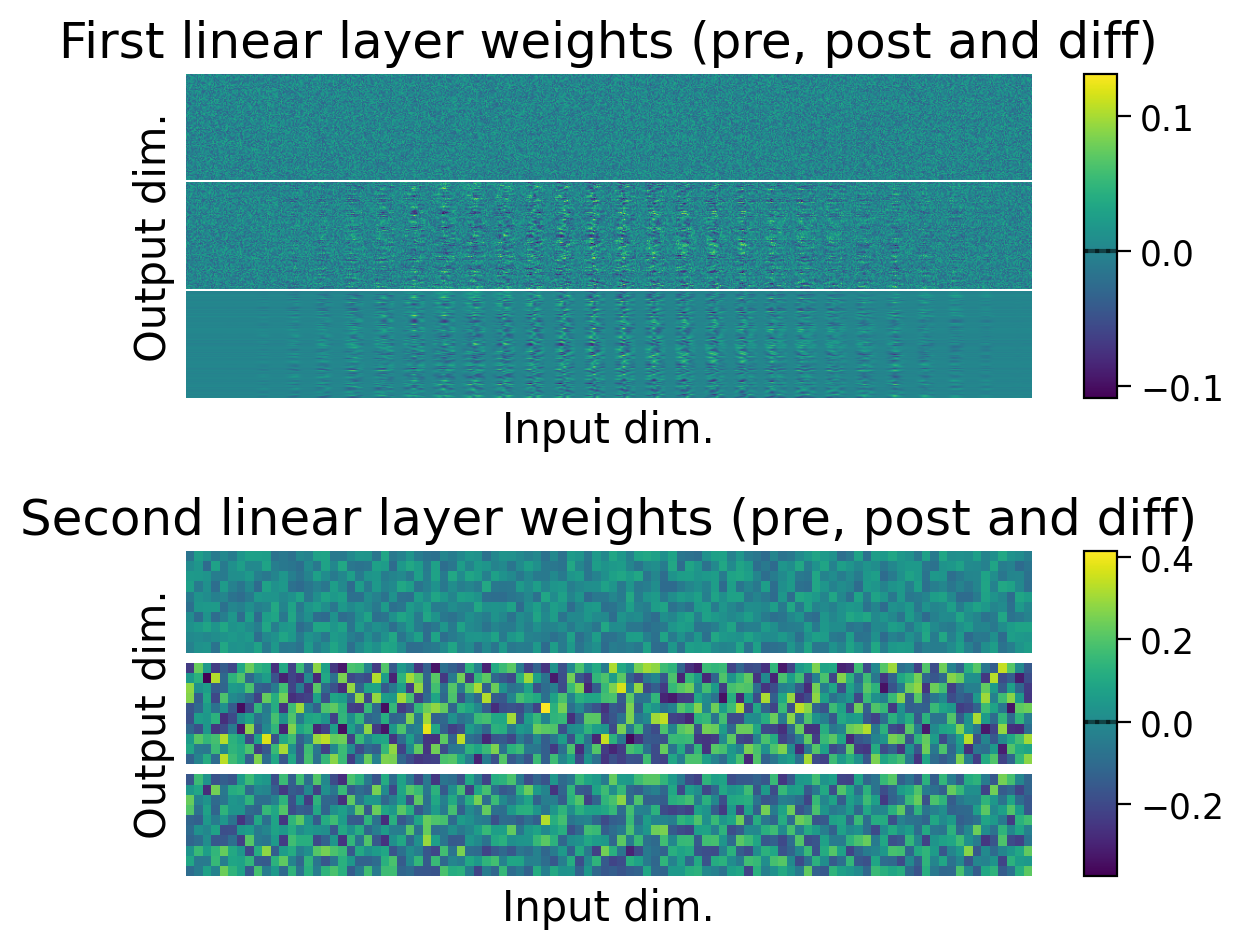 First linear layer weights (pre, post and diff)
Output dim.
0.1
0.0
−0.1
Input dim.
Second linear layer weights (pre, post and diff)
Output dim.
0.4
0.2
0.0
−0.2
Input dim.